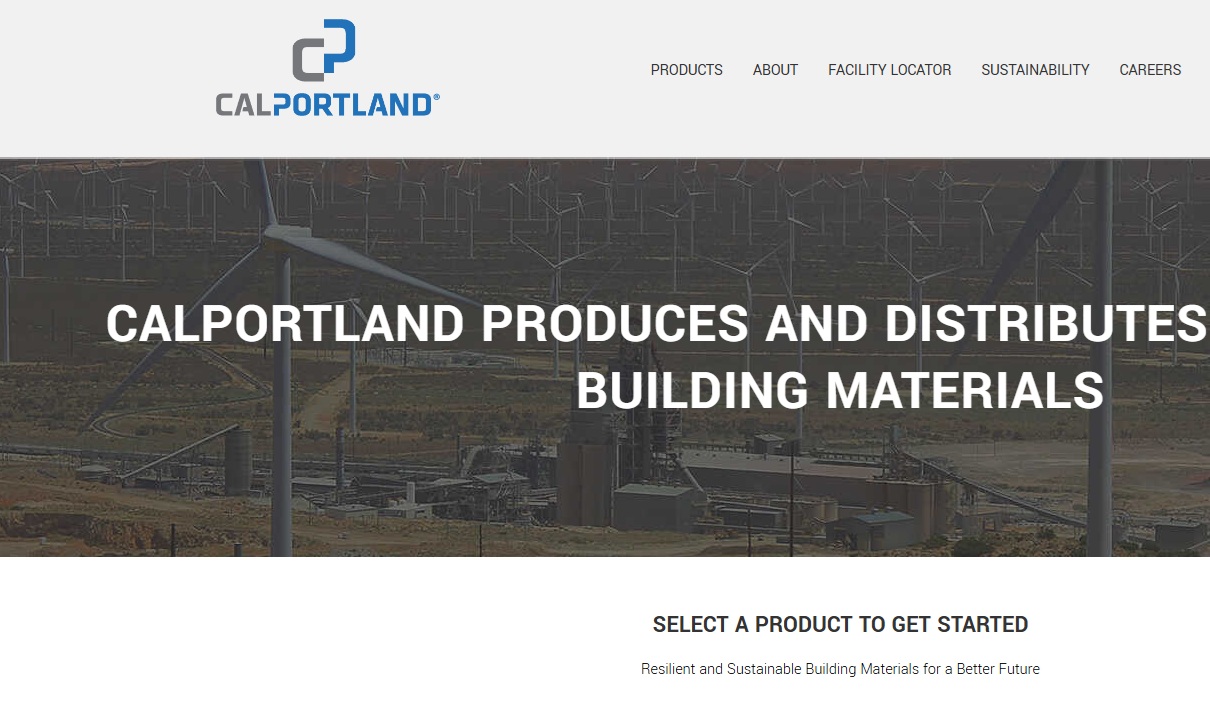 CALPORTLAND®
PRODUCTS ABOUT FACILITY LOCATOR SUSTAINABILITY CAREERS
CALPORTLAND PRODUCES AND DISTRIBUTES
BUILDING MATERIALS
SELECT A PRODUCT TO GET STARTED
Resilient and Sustainable Building Materials for a Better Future